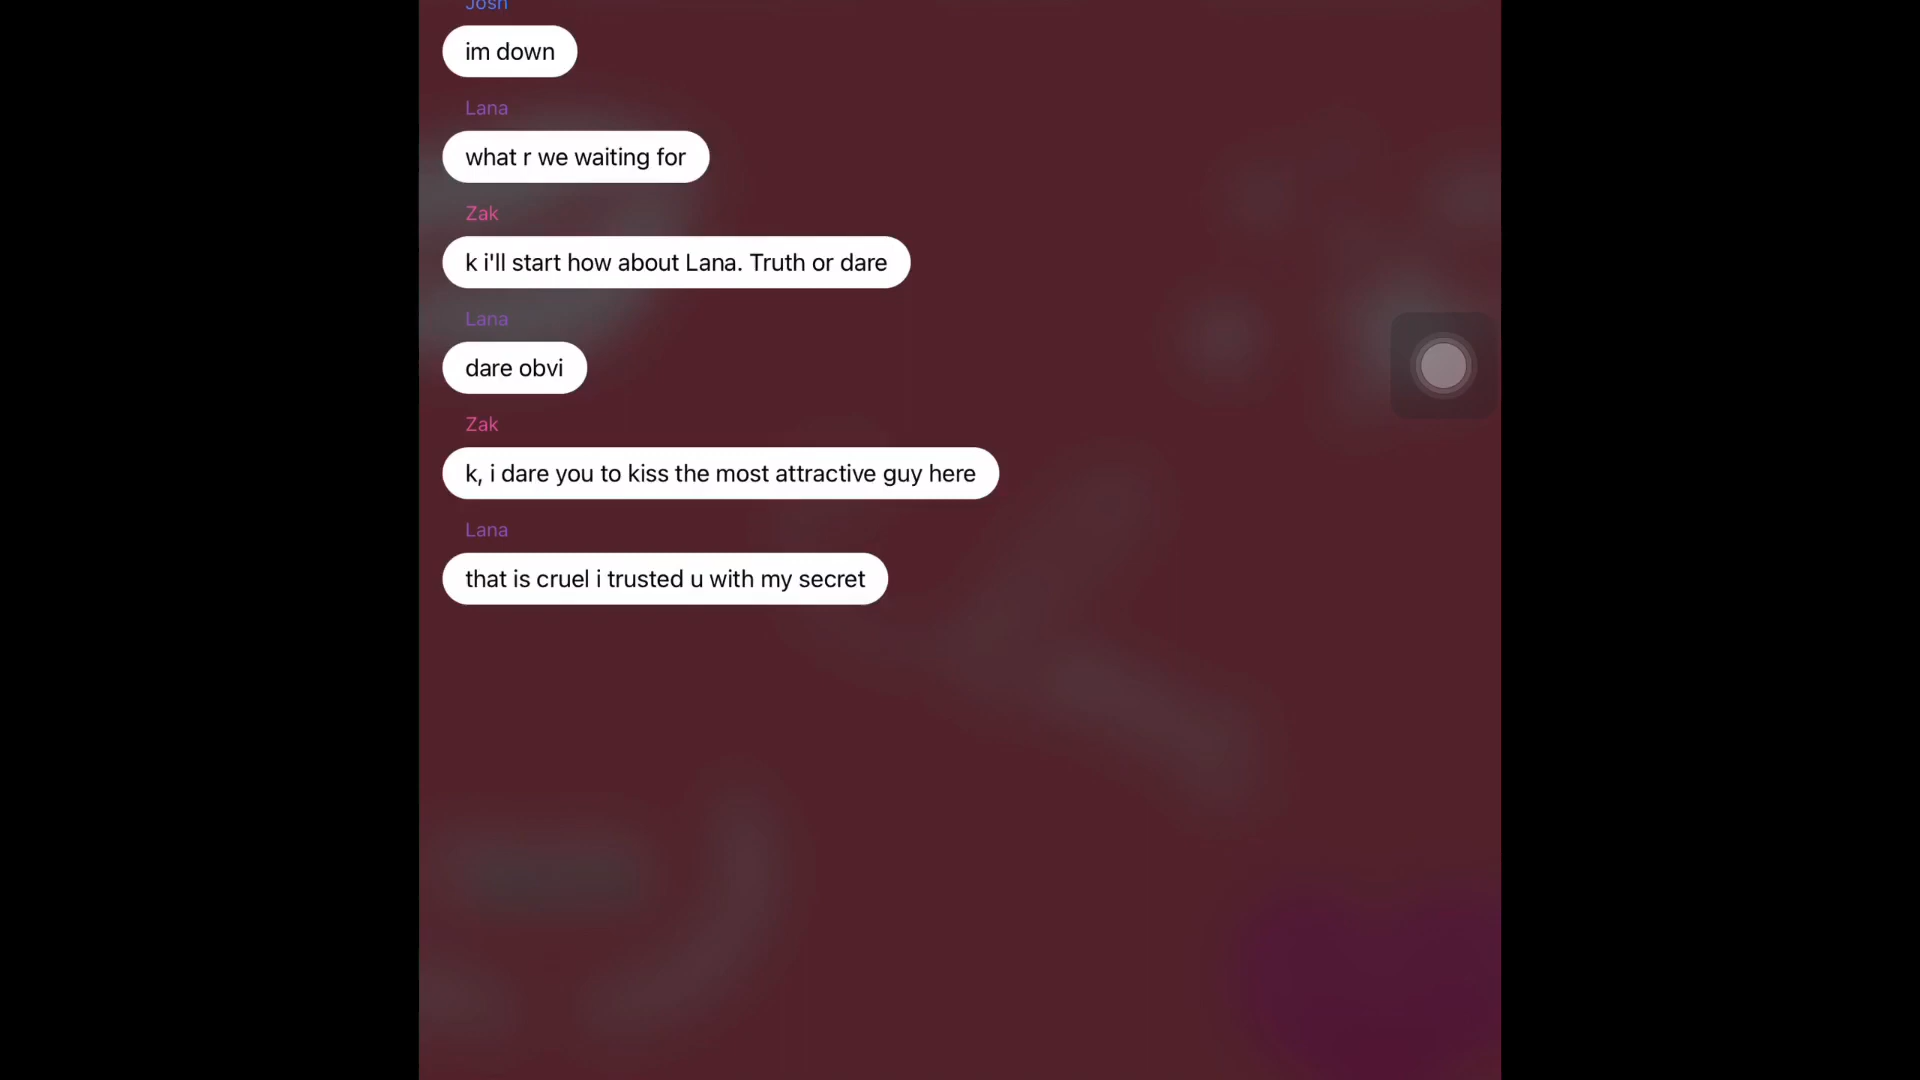 Josh
im down
Lana
what r we waiting for
Zak
k i'll start how about Lana. Truth or dare
Lana
dare obvi
Zak
k, i dare you to kiss the most attractive guy here
Lana
that is cruel i trusted u with my secret